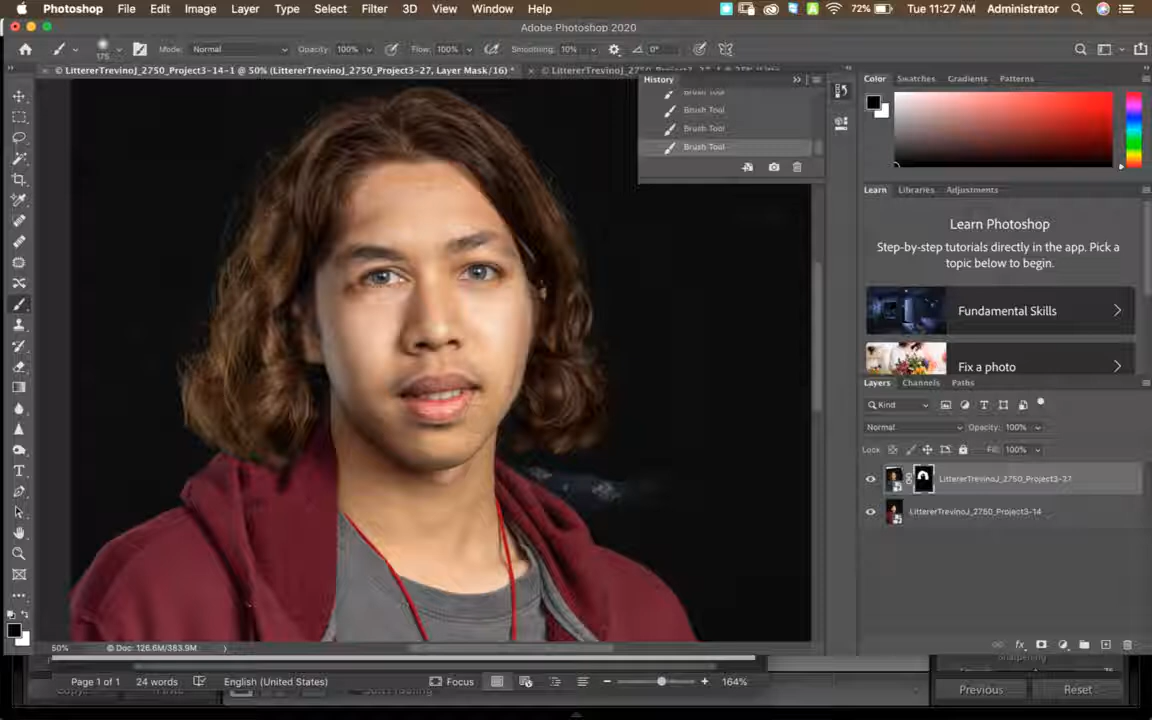 Photoshop File Edit Image Layer Type Select Filter 3D View Window Help 72% Tue 11:27 AM Administrator
Adobe Photoshop 2020
175 Mode: Normal Opacity: 100% Flow: 100% Smoothing: 10% 0°
× © LittererTrevinoJ_2750_Project3-14-1 @ 50% (LittererTrevinoJ_2750_Project3-27, Layer Mask/16) *
History
Brush Tool
Brush Tool
Brush Tool
Brush Tool
Color Swatches Gradients Patterns
Learn Libraries Adjustments
Learn Photoshop
Step-by-step tutorials directly in the app. Pick a
topic below to begin.
Fundamental Skills
Fix a photo
Layers Channels Paths
Kind
Normal Opacity: 100%
Lock Fill: 100%
LittererTrevinoJ_2750_Project3-27
LittererTrevinoJ_2750_Project3-14
50% Doc: 126.6M/383.9M
Page 1 of 1 24 words English (United States) Focus 164%
Sharpening
Previous Reset